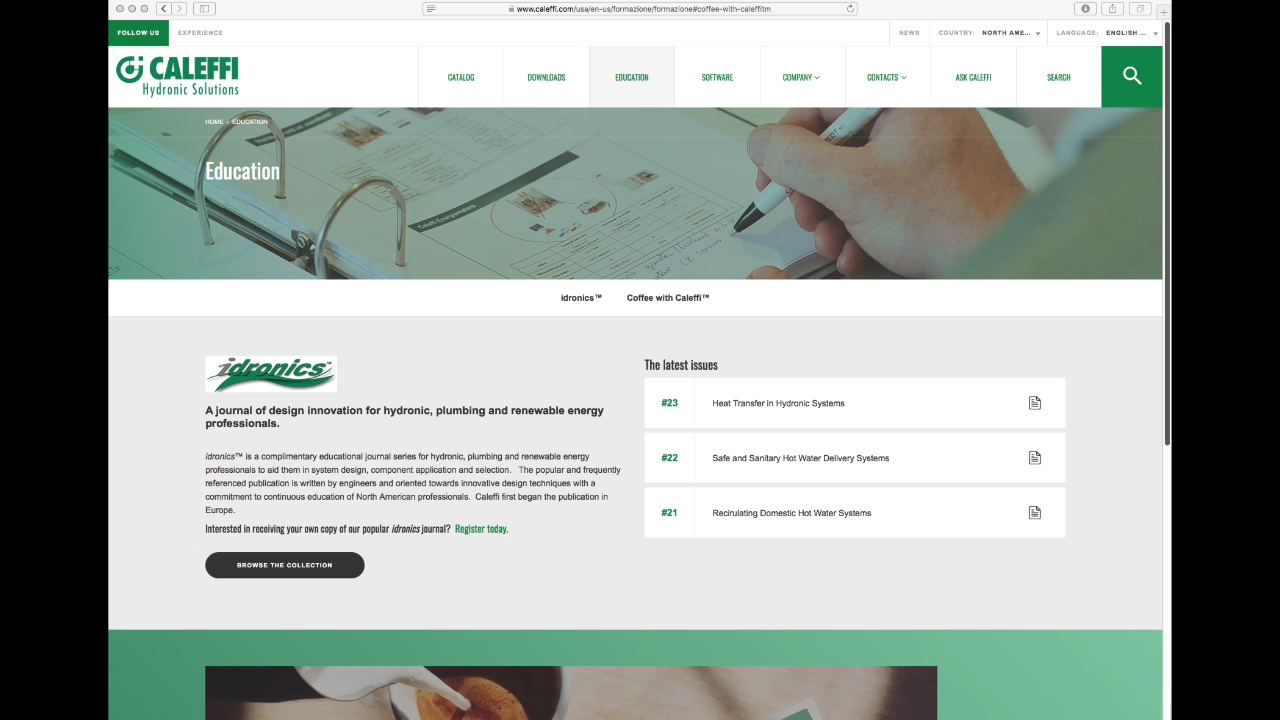 www.caleffi.com/usa/en-us/formazione/formazione#coffee-with-caleffitm
FOLLOW US EXPERIENCE NEWS COUNTRY: NORTH AME... LANGUAGE: ENGLISH ...
CALEFFI
Hydronic Solutions
CATALOG DOWNLOADS EDUCATION SOFTWARE COMPANY CONTACTS ASK CALEFFI SEARCH
HOME › EDUCATION
Education
idronics™ Coffee with Caleffi™
idronics™
A journal of design innovation for hydronic, plumbing and renewable energy
professionals.
idronics™ is a complimentary educational journal series for hydronic, plumbing and renewable energy
professionals to aid them in system design, component application and selection. The popular and frequently
referenced publication is written by engineers and oriented towards innovative design techniques with a
commitment to continuous education of North American professionals. Caleffi first began the publication in
Europe.
Interested in receiving your own copy of our popular idronics journal? Register today.
BROWSE THE COLLECTION
The latest issues
#23 Heat Transfer in Hydronic Systems
#22 Safe and Sanitary Hot Water Delivery Systems
#21 Recirulating Domestic Hot Water Systems